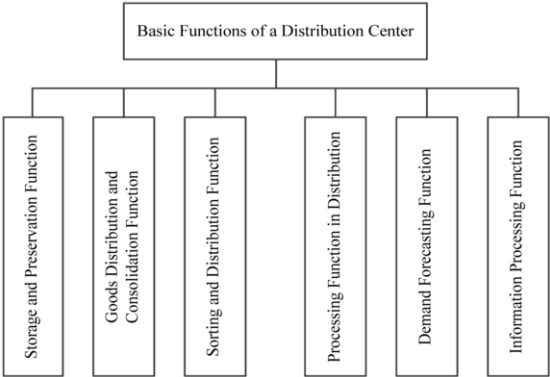 Basic Functions of a Distribution Center
Storage and Preservation Function
Goods Distribution and
Consolidation Function
Sorting and Distribution Function
Processing Function in Distribution
Demand Forecasting Function
Information Processing Function